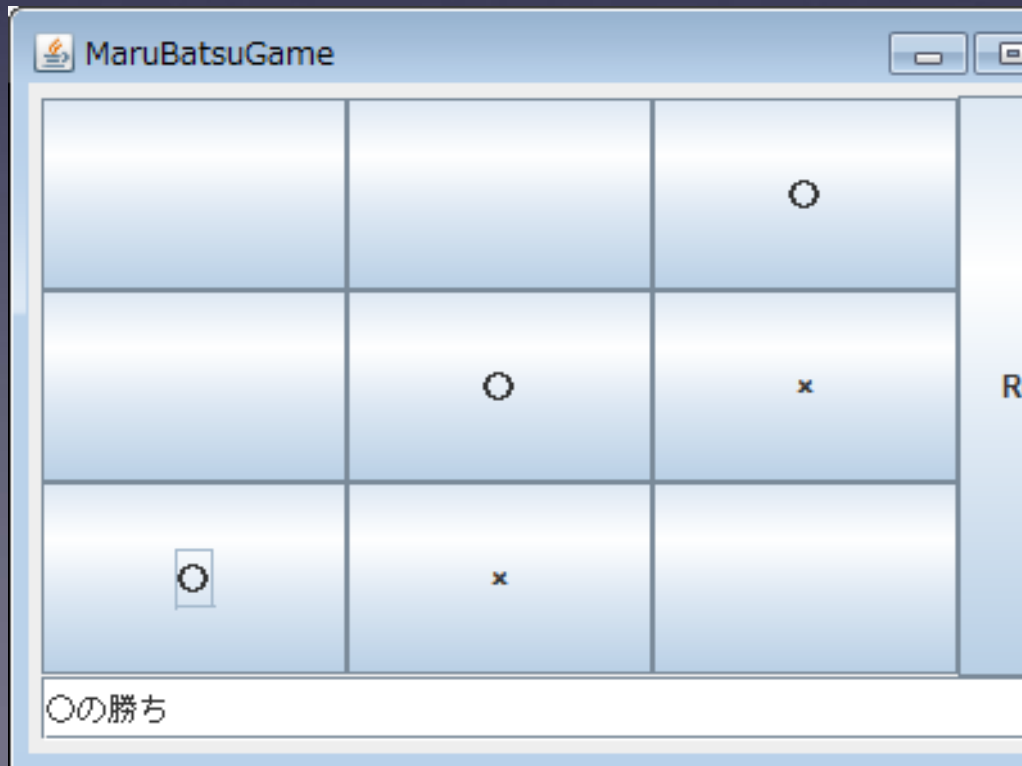 MaruBatsuGame
○
○ × R
○ ×
○の勝ち